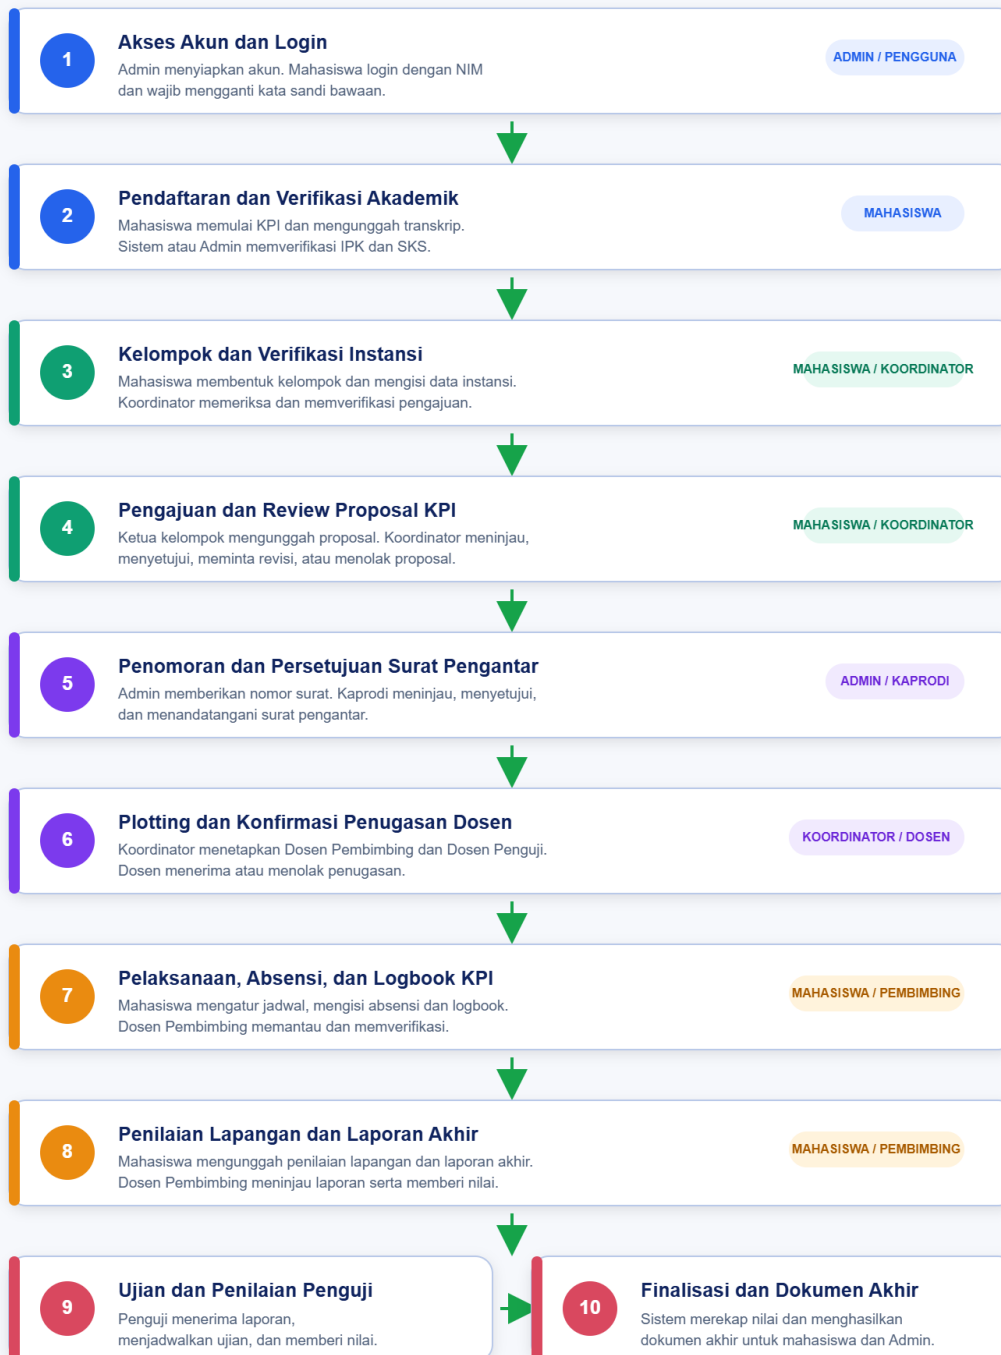 1
Akses Akun dan Login
Admin menyiapkan akun. Mahasiswa login dengan NIM
dan wajib mengganti kata sandi bawaan.
ADMIN / PENGGUNA
2
Pendaftaran dan Verifikasi Akademik
Mahasiswa memulai KPI dan mengunggah transkrip.
Sistem atau Admin memverifikasi IPK dan SKS.
MAHASISWA
3
Kelompok dan Verifikasi Instansi
Mahasiswa membentuk kelompok dan mengisi data instansi.
Koordinator memeriksa dan memverifikasi pengajuan.
MAHASISWA / KOORDINATOR
4
Pengajuan dan Review Proposal KPI
Ketua kelompok mengunggah proposal. Koordinator meninjau,
menyetujui, meminta revisi, atau menolak proposal.
MAHASISWA / KOORDINATOR
5
Penomoran dan Persetujuan Surat Pengantar
Admin memberikan nomor surat. Kaprodi meninjau, menyetujui,
dan menandatangani surat pengantar.
ADMIN / KAPRODI
6
Plotting dan Konfirmasi Penugasan Dosen
Koordinator menetapkan Dosen Pembimbing dan Dosen Penguji.
Dosen menerima atau menolak penugasan.
KOORDINATOR / DOSEN
7
Pelaksanaan, Absensi, dan Logbook KPI
Mahasiswa mengatur jadwal, mengisi absensi dan logbook.
Dosen Pembimbing memantau dan memverifikasi.
MAHASISWA / PEMBIMBING
8
Penilaian Lapangan dan Laporan Akhir
Mahasiswa mengunggah penilaian lapangan dan laporan akhir.
Dosen Pembimbing meninjau laporan serta memberi nilai.
MAHASISWA / PEMBIMBING
9
Ujian dan Penilaian Penguji
Penguji menerima laporan,
menjadwalkan ujian, dan memberi nilai.
10
Finalisasi dan Dokumen Akhir
Sistem merekap nilai dan menghasilkan
dokumen akhir untuk mahasiswa dan Admin.